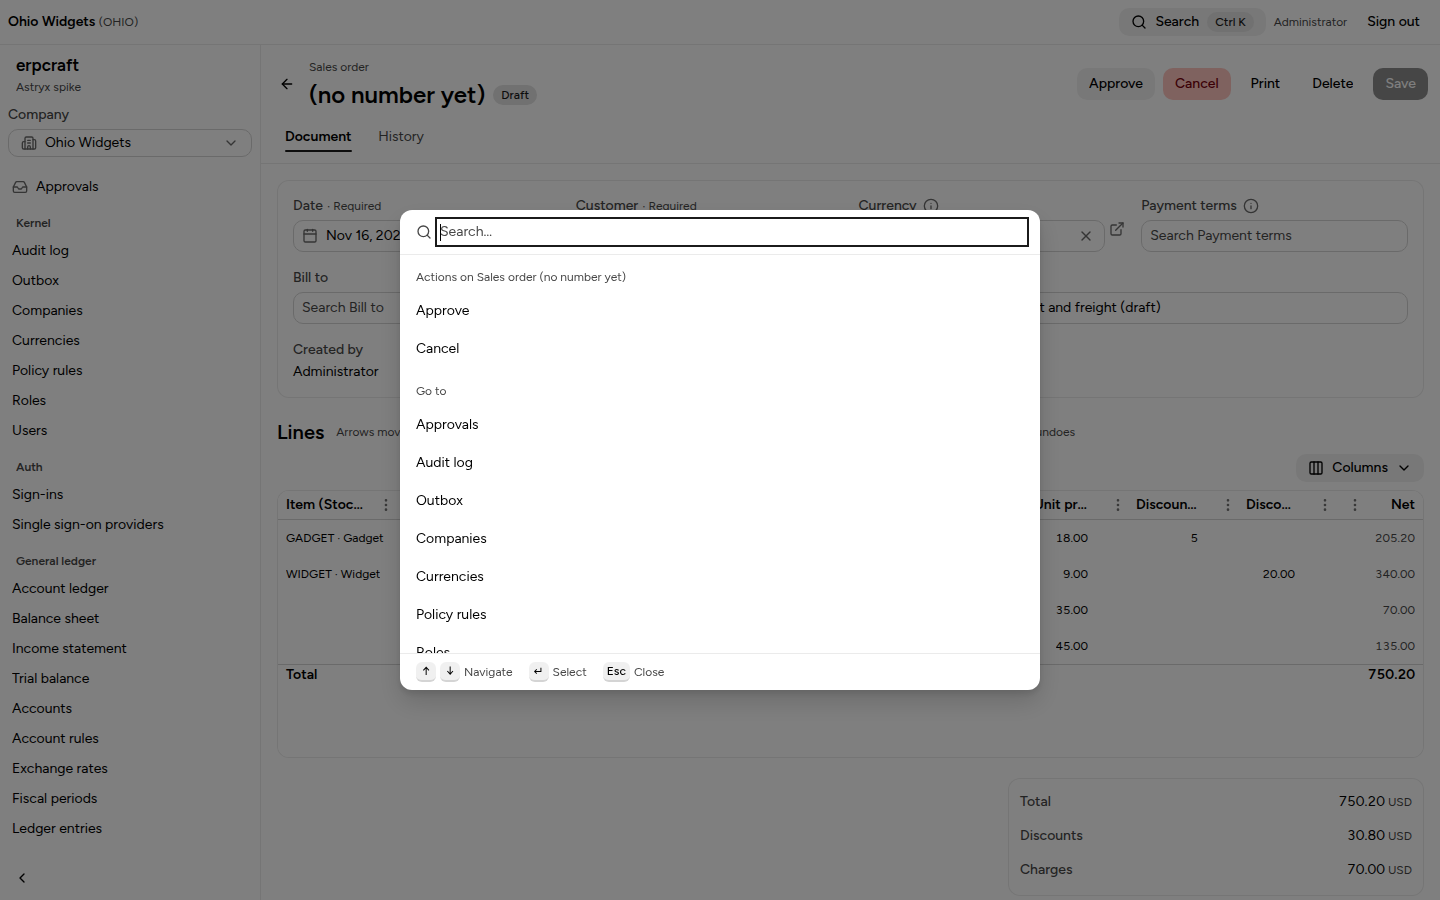 Ohio Widgets (OHIO)
Search Ctrl K
Administrator
Sign out
erpcraft
Astryx spike
Company
Ohio Widgets
Approvals
Kernel
Audit log
Outbox
Companies
Currencies
Policy rules
Roles
Users
Auth
Sign-ins
Single sign-on providers
General ledger
Account ledger
Balance sheet
Income statement
Trial balance
Accounts
Account rules
Exchange rates
Fiscal periods
Ledger entries
Sales order
(no number yet) Draft
Approve Cancel Print Delete Save
Document History
Date · Required Customer · Required Currency Payment terms
Nov 16, 202 Search Payment terms
Bill to
Search Bill to t and freight (draft)
Created by
Administrator
Lines Arrows mov undoes
Columns
Item (Stoc... Unit pr... Discoun... Disco... Net
GADGET · Gadget 18.00 5 205.20
WIDGET · Widget 9.00 20.00 340.00
35.00 70.00
45.00 135.00
Total 750.20
Total 750.20 USD
Discounts 30.80 USD
Charges 70.00 USD
Search...
Actions on Sales order (no number yet)
Approve
Cancel
Go to
Approvals
Audit log
Outbox
Companies
Currencies
Policy rules
Roles
↑ ↓ Navigate ↵ Select Esc Close